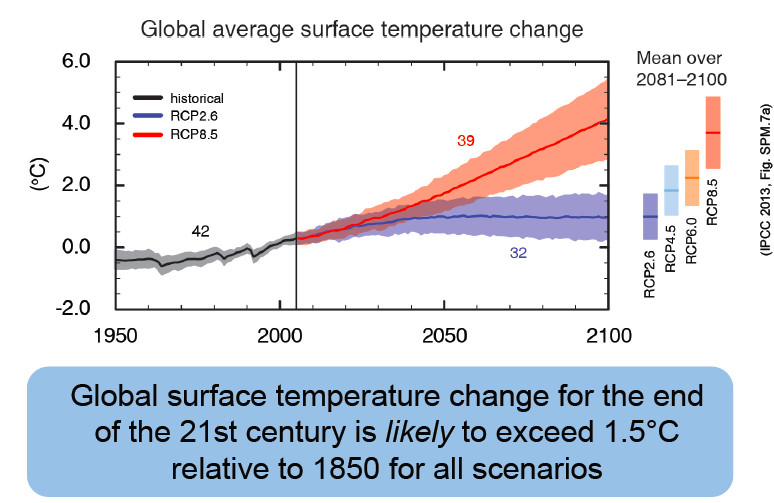 Global average surface temperature change
6.0
4.0
2.0
0.0
-2.0
(°C)
historical
RCP2.6
RCP8.5
42
39
32
1950
2000
2050
2100
Mean over
2081–2100
RCP2.6
RCP4.5
RCP6.0
RCP8.5
(IPCC 2013, Fig. SPM.7a)
Global surface temperature change for the end
of the 21st century is likely to exceed 1.5°C
relative to 1850 for all scenarios